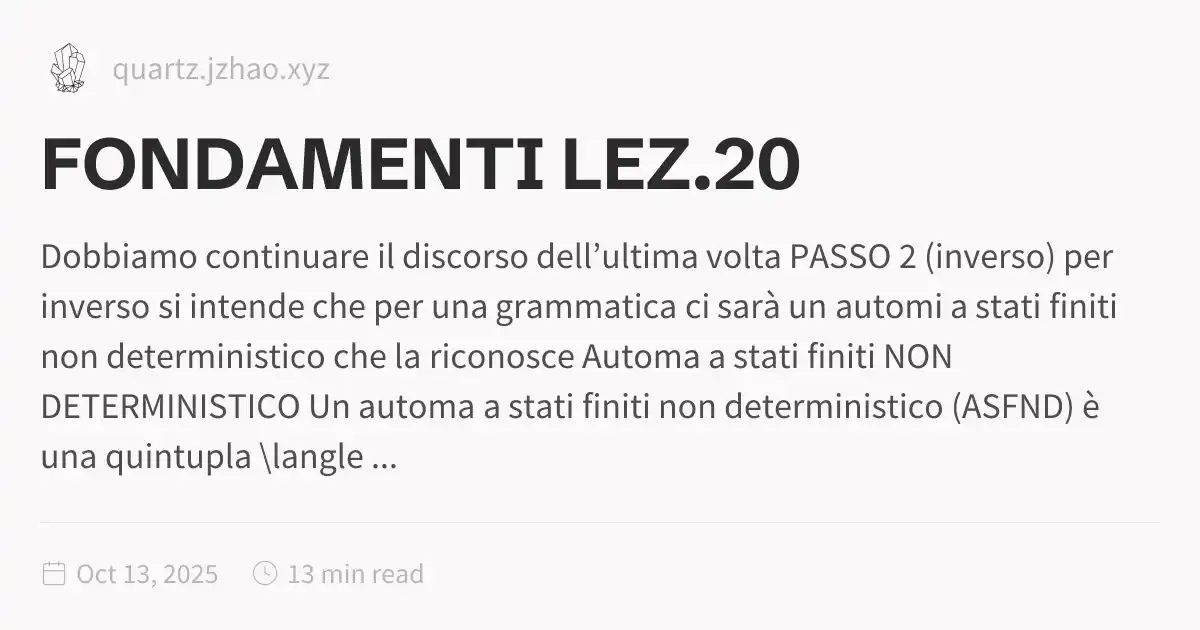 quartz.jzhao.xyz
FONDAMENTI LEZ.20
Dobbiamo continuare il discorso dell’ultima volta PASSO 2 (inverso) per
inverso si intende che per una grammatica ci sarà un automi a stati finiti
non deterministico che la riconosce Automa a stati finiti NON
DETERMINISTICO Un automa a stati finiti non deterministico (ASFND) è
una quintupla \langle ...
Oct 13, 2025 13 min read